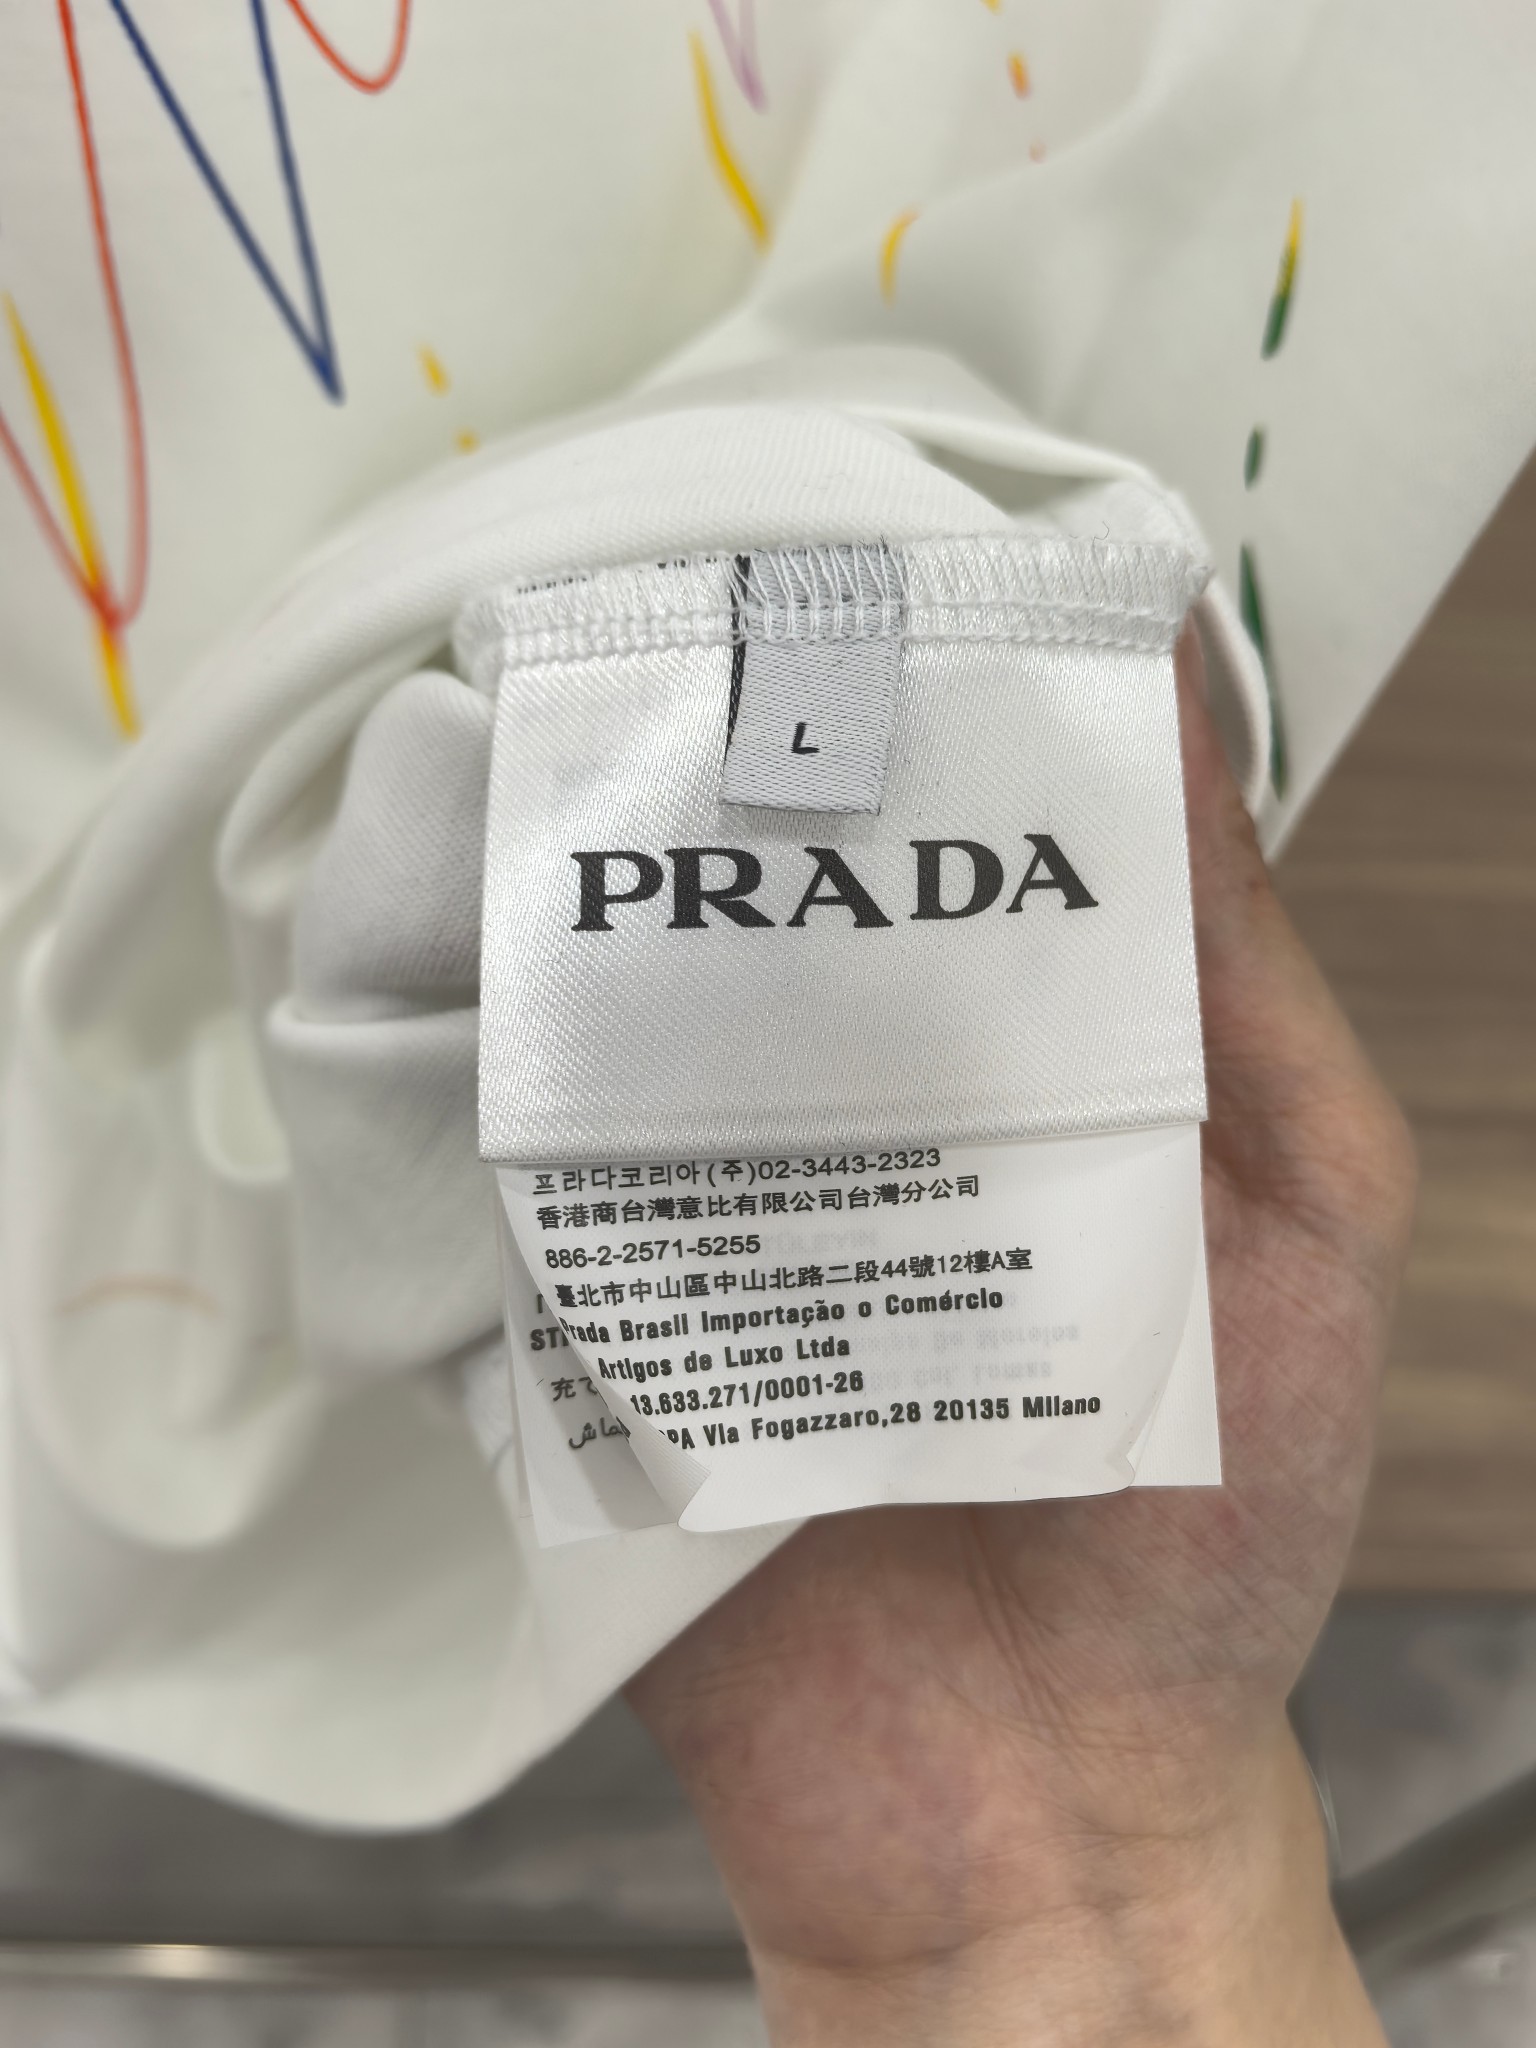 L
PRADA
프라다코리아(주)02-3443-2323
香港商台灣意比有限公司台灣分公司
886-2-2571-5255
臺北市中山區中山北路二段44號12樓A室
Prada Brasil Importação o Comércio
Artigos de Luxo Ltda
13.633.271/0001-26
Via Fogazzaro,28 20135 Milano